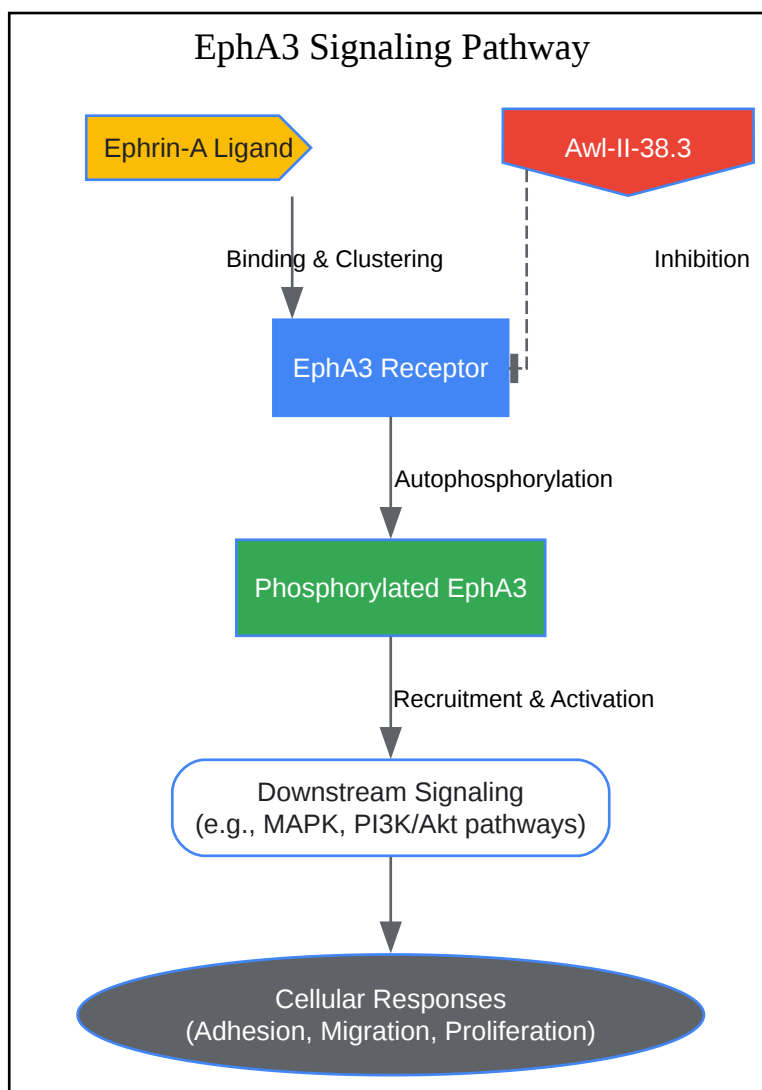 EphA3 Signaling Pathway
Ephrin-A Ligand
Awl-II-38.3
Binding & Clustering
Inhibition
EphA3 Receptor
Autophosphorylation
Phosphorylated EphA3
Recruitment & Activation
Downstream Signaling
(e.g., MAPK, PI3K/Akt pathways)
Cellular Responses
(Adhesion, Migration, Proliferation)